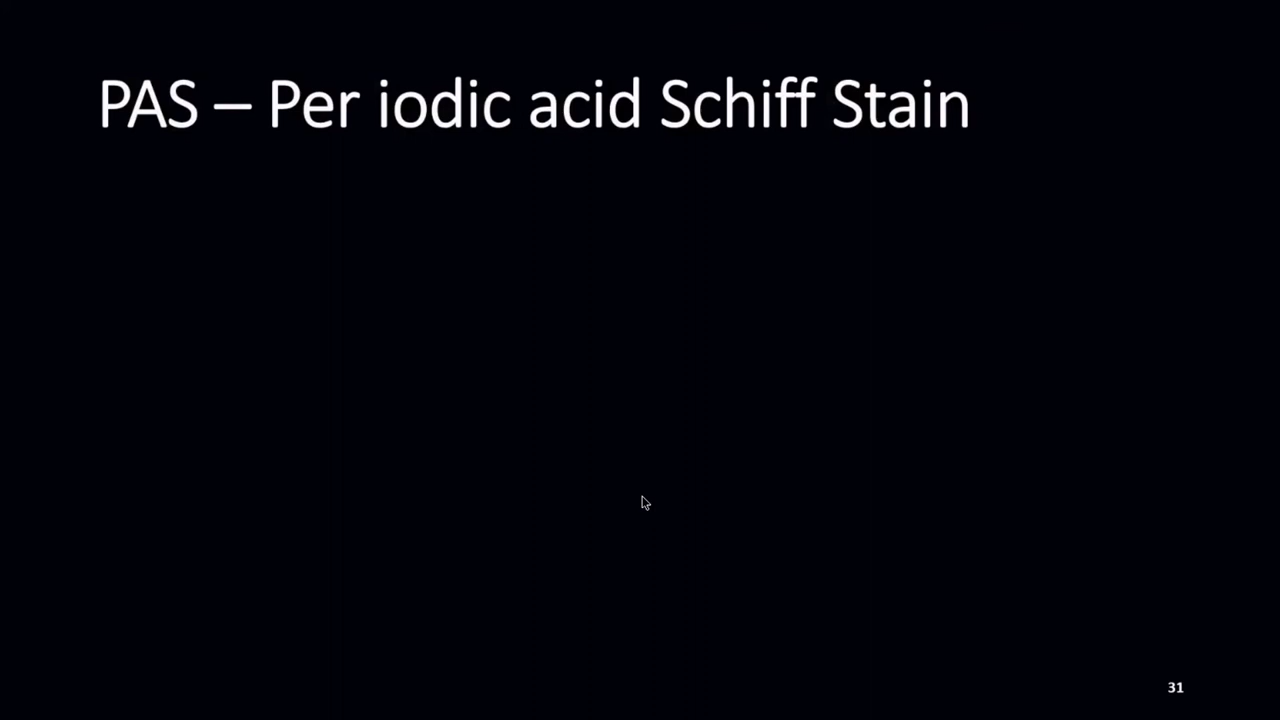 PAS – Per iodic acid Schiff Stain
31